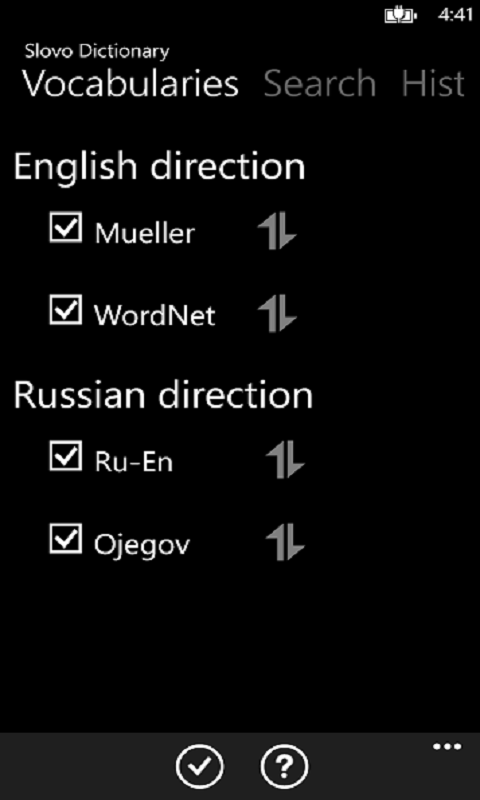 4:41
Slovo Dictionary
Vocabularies Search Hist
English direction
Mueller
WordNet
Russian direction
Ru-En
Ojegov
?
...